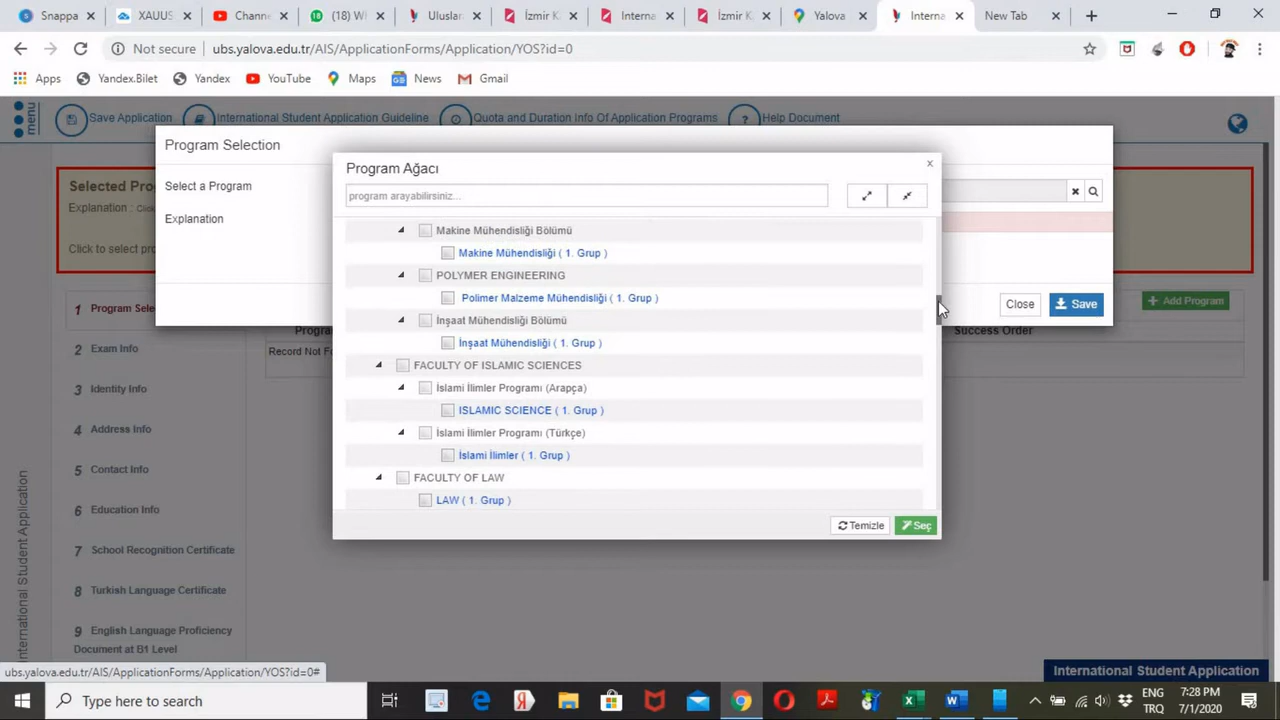 Snappa
XAUUS
Chann
(18) W
Uluslar
İzmir K
Interna
İzmir
Yalova
Interna
New Tab
Not secure
ubs.yalova.edu.tr/AIS/ApplicationForms/Application/YOS?id=0
Apps
Yandex.Bilet
Yandex
YouTube
Maps
News
Gmail
menu
Save Application
International Student Application Guideline
Quota and Duration info Of Application Programs
Help Document
Program Selection
Select a Program
Explanation
Close
Save
Program Ağacı
program arayabilirsiniz...
Makine Mühendisliği Bölümü
Makine Mühendisliği ( 1. Grup )
POLYMER ENGINEERING
Polimer Malzeme Mühendisliği ( 1. Grup )
İnşaat Mühendisliği Bölümü
İnşaat Mühendisliği ( 1. Grup )
FACULTY OF ISLAMIC SCIENCES
İslami İlimler Programı (Arapça)
ISLAMIC SCIENCE ( 1. Grup )
İslami İlimler Programı (Türkçe)
İslami İlimler ( 1. Grup )
FACULTY OF LAW
LAW ( 1. Grup )
Temizle
Seç
Selected Pro
Explanation : Click
Click to select pro
Add Program
Program
Success Order
Record Not Fo
1 Program Sele
2 Exam Info
3 Identity Info
4 Address Info
5 Contact Info
6 Education Info
7 School Recognition Certificate
8 Turkish Language Certificate
9 English Language Proficiency
Document at B1 Level
International Student Application
ubs.yalova.edu.tr/AIS/ApplicationForms/Application/YOS?id=0#
International Student Application
Type here to search
ENG
TRQ
7:28 PM
7/1/2020